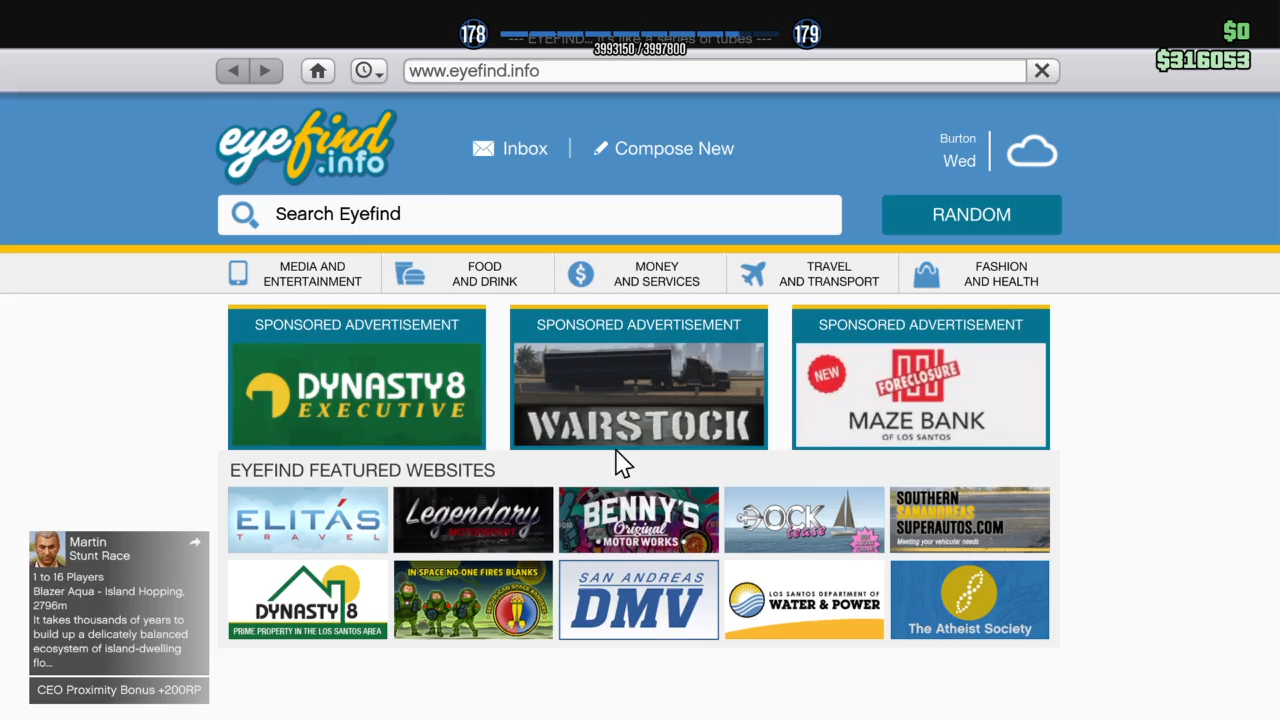 178
179
--- EYEFIND... It's like a series of tubes ---
3993150 / 3997800
$0
$316053
www.eyefind.info
eyefind
.info
Inbox
Compose New
Burton
Wed
Search Eyefind
RANDOM
MEDIA AND
ENTERTAINMENT
FOOD
AND DRINK
MONEY
AND SERVICES
TRAVEL
AND TRANSPORT
FASHION
AND HEALTH
SPONSORED ADVERTISEMENT
DYNASTY 8
EXECUTIVE
SPONSORED ADVERTISEMENT
WARSTOCK
SPONSORED ADVERTISEMENT
NEW
FORECLOSURE
MAZE BANK
OF LOS SANTOS
EYEFIND FEATURED WEBSITES
ELITÁS
TRAVEL
Legendary
MOTORSPORT
BENNY'S
Original
MOTOR WORKS
DOCK
tease
SOUTHERN
SANANDREAS
SUPERAUTOS.COM
Meeting your vehicular needs
DYNASTY 8
PRIME PROPERTY IN THE LOS SANTOS AREA
IN SPACE NO-ONE FIRES BLANKS
SAN ANDREAS
DMV
LOS SANTOS DEPARTMENT OF
WATER & POWER
The Atheist Society
Martin
Stunt Race
1 to 16 Players
Blazer Aqua - Island Hopping,
2796m
It takes thousands of years to
build up a delicately balanced
ecosystem of island-dwelling
flo...
CEO Proximity Bonus +200RP